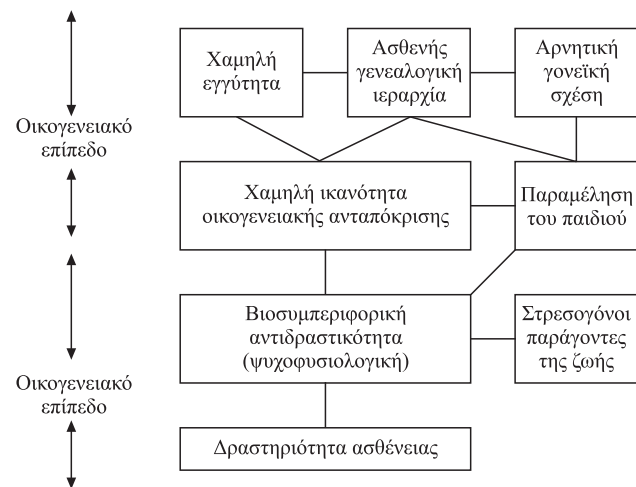 Χαμηλή
εγγύτητα
Ασθενής
γενεαλογική
ιεραρχία
Αρνητική
γονεϊκή
σχέση
Οικογενειακό
επίπεδο
Χαμηλή ικανότητα
οικογενειακής ανταπόκρισης
Παραμέληση
του παιδιού
Βιοσυμπεριφορική
αντιδραστικότητα
(ψυχοφυσιολογική)
Στρεσογόνοι
παράγοντες
της ζωής
Οικογενειακό
επίπεδο
Δραστηριότητα ασθένειας